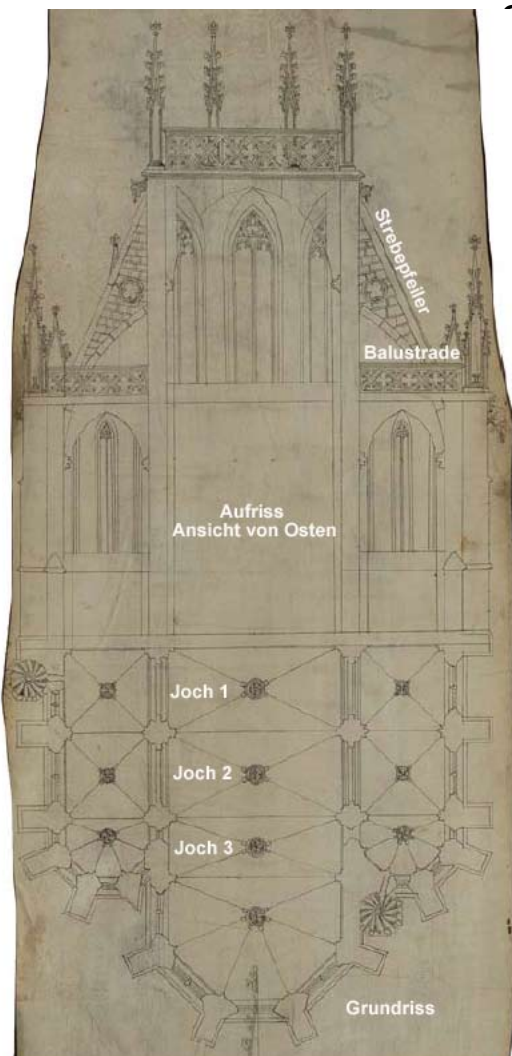 Strebepfeiler
Balustrade
Aufriss
Ansicht von Osten
Joch 1
Joch 2
Joch 3
Grundriss